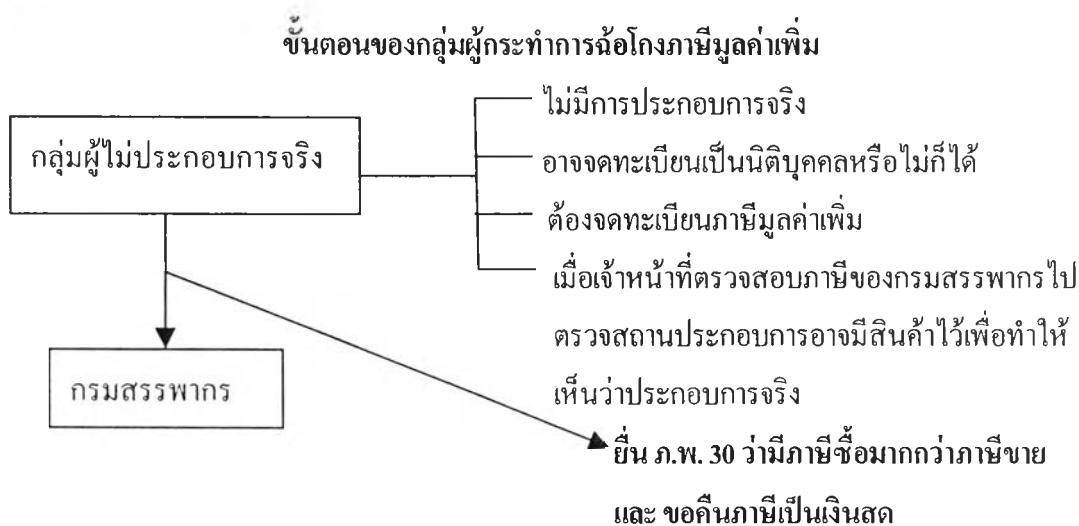 ขั้นตอนของกลุ่มผู้กระทำการฉ้อโกงภาษีมูลค่าเพิ่ม
กลุ่มผู้ไม่ประกอบการจริง
ไม่มีการประกอบการจริง
อาจจดทะเบียนเป็นนิติบุคคลหรือไม่ก็ได้
ต้องจดทะเบียนภาษีมูลค่าเพิ่ม
เมื่อเจ้าหน้าที่ตรวจสอบภาษีของกรมสรรพากรไป
ตรวจสถานประกอบการอาจมีสินค้าไว้เพื่อทำให้
เห็นว่าประกอบการจริง
กรมสรรพากร
ยื่น ภ.พ. 30 ว่ามีภาษีซื้อมากกว่าภาษีขาย
และ ขอคืนภาษีเป็นเงินสด